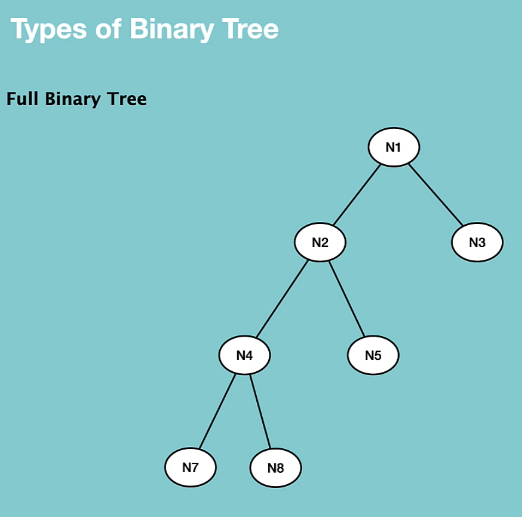 Types of Binary Tree
Full Binary Tree
N1
N2
N3
N4
N5
N7
N8